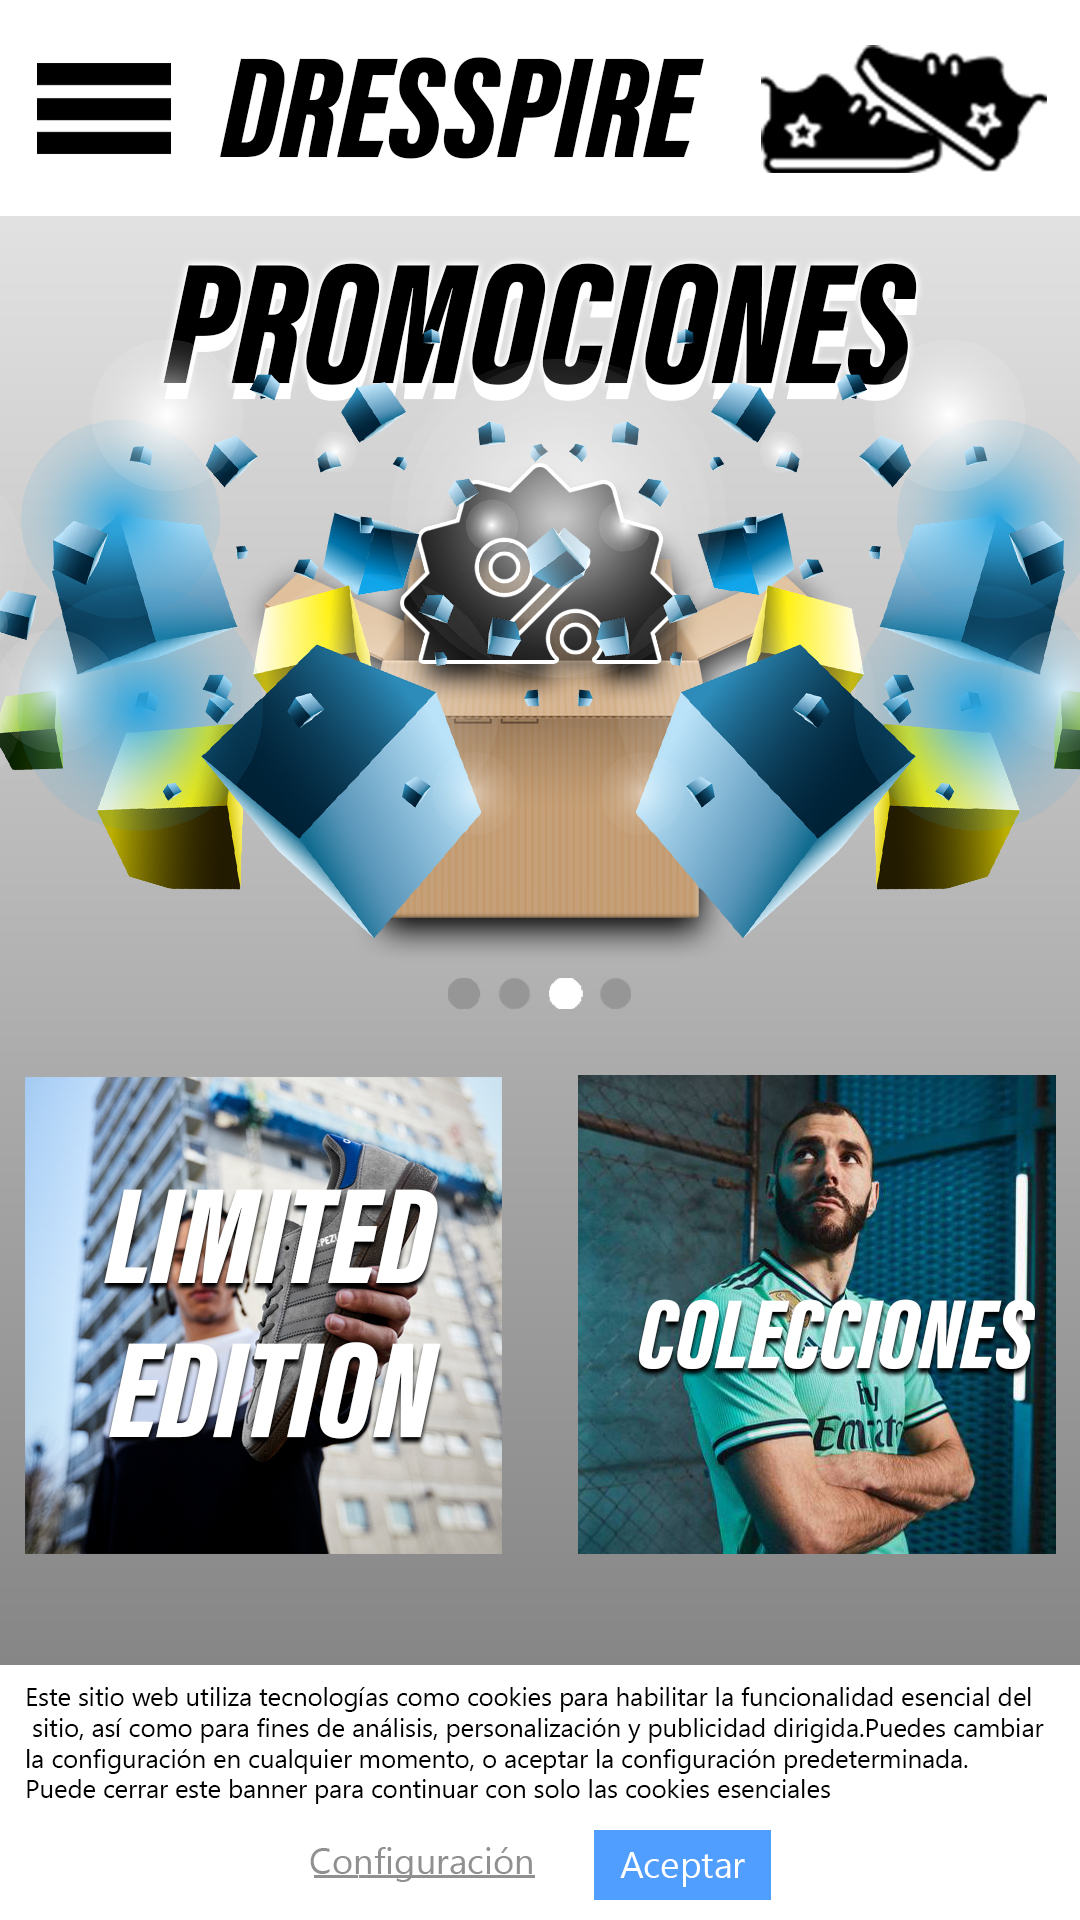 DRESSPIRE
PROMOCIONES
%
LIMITED
EDITION
COLECCIONES
Fly
Este sitio web utiliza tecnologías como cookies para habilitar la funcionalidad esencial del
sitio, así como para fines de análisis, personalización y publicidad dirigida.Puedes cambiar
la configuración en cualquier momento, o aceptar la configuración predeterminada.
Puede cerrar este banner para continuar con solo las cookies esenciales
Configuración
Aceptar